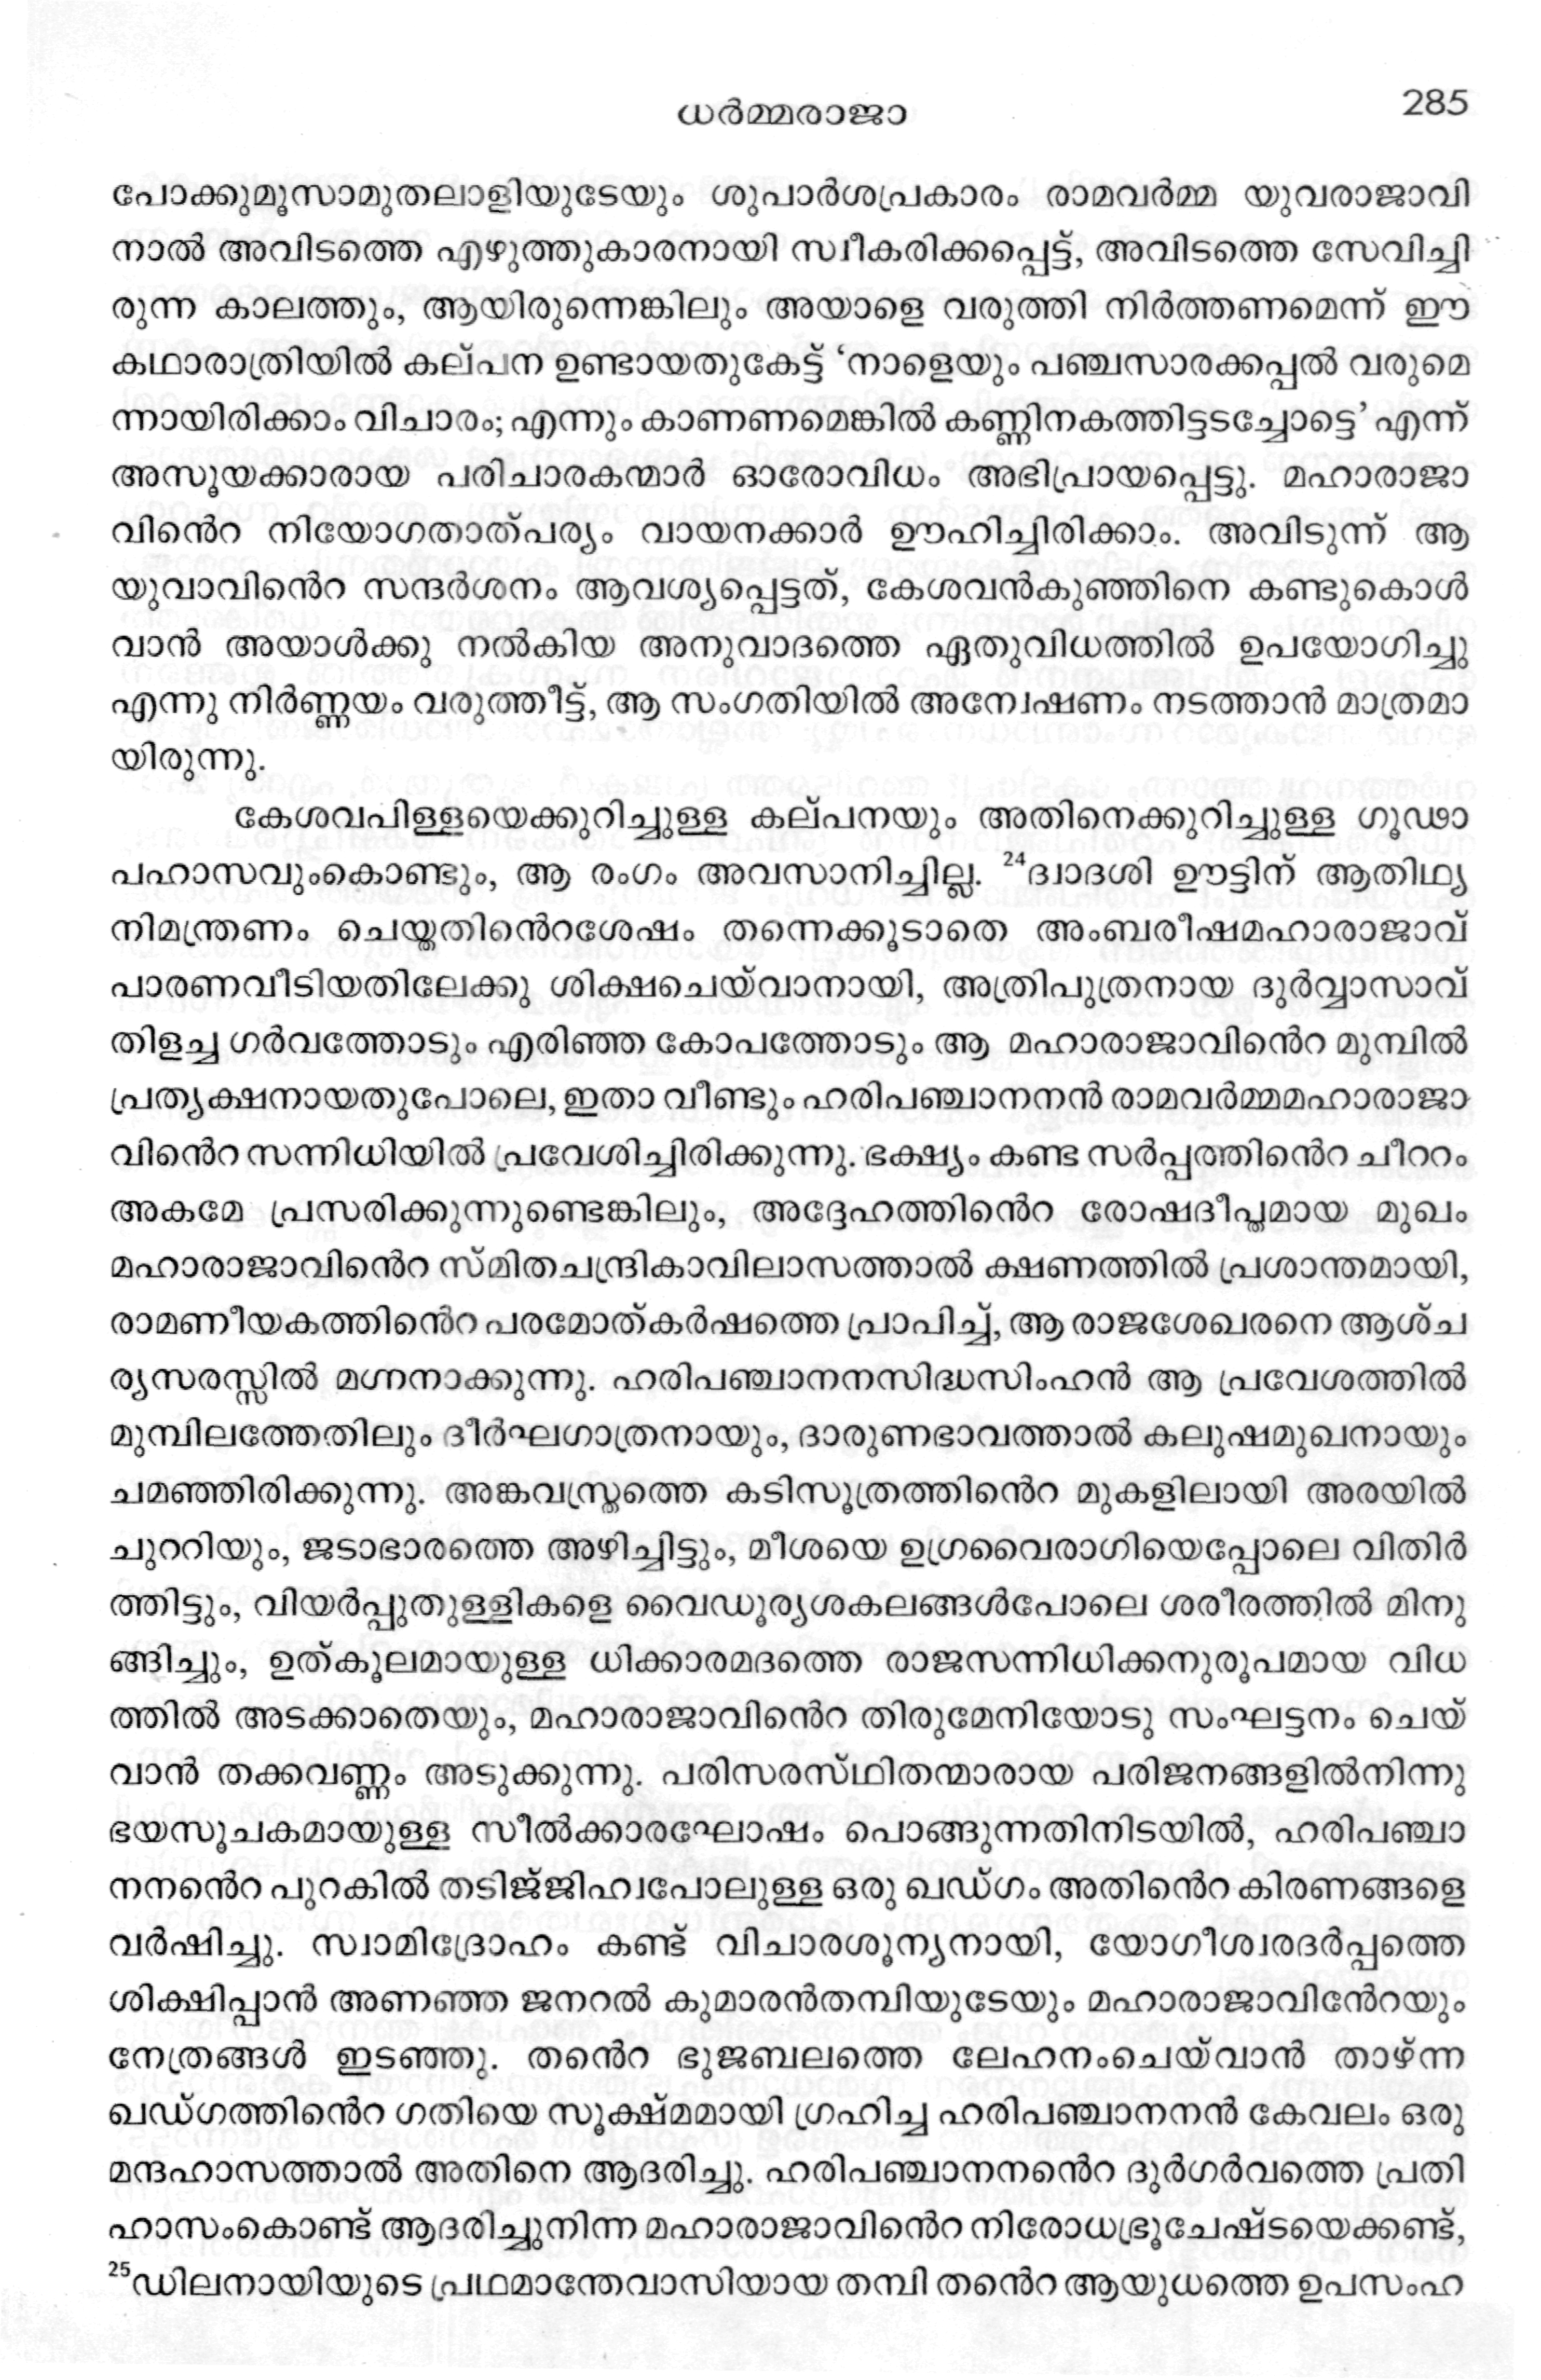 ധർമ്മരാജാ
285
പോക്കുമൂസാമുതലാളിയുടേയും ശുപാർശപ്രകാരം രാമവർമ്മ യുവരാജാവി
നാൽ അവിടത്തെ എഴുത്തുകാരനായി സ്വീകരിക്കപ്പെട്ട്, അവിടത്തെ സേവിച്ചി
രുന്ന കാലത്തും, ആയിരുന്നെങ്കിലും അയാളെ വരുത്തി നിർത്തണമെന്ന് ഈ
കഥാരാത്രിയിൽ കല്പന ഉണ്ടായതുകേട്ട് ‘നാളെയും പഞ്ചസാരക്കപ്പൽ വരുമെ
ന്നായിരിക്കാം വിചാരം; എന്നും കാണണമെങ്കിൽ കണ്ണിനകത്തിട്ടടച്ചോട്ടെ’ എന്ന്
അസൂയക്കാരായ പരിചാരകന്മാർ ഓരോവിധം അഭിപ്രായപ്പെട്ടു. മഹാരാജാ
വിൻെറ നിയോഗതാത്പര്യം വായനക്കാർ ഊഹിച്ചിരിക്കാം. അവിടുന്ന് ആ
യുവാവിൻെറ സന്ദർശനം ആവശ്യപ്പെട്ടത്, കേശവൻകുഞ്ഞിനെ കണ്ടുകൊൾ
വാൻ അയാൾക്കു നൽകിയ അനുവാദത്തെ ഏതുവിധത്തിൽ ഉപയോഗിച്ചു
എന്നു നിർണ്ണയം വരുത്തീട്ട്, ആ സംഗതിയിൽ അന്വേഷണം നടത്താൻ മാത്രമാ
യിരുന്നു.
കേശവപിള്ളയെക്കുറിച്ചുള്ള കല്പനയും അതിനെക്കുറിച്ചുള്ള ഗൂഢാ
പഹാസവുംകൊണ്ടും, ആ രംഗം അവസാനിച്ചില്ല. ²⁴ദ്വാദശി ഊട്ടിന് ആതിഥ്യ
നിമന്ത്രണം ചെയ്തതിൻെറശേഷം തന്നെക്കൂടാതെ അംബരീഷമഹാരാജാവ്
പാരണവീടിയതിലേക്കു ശിക്ഷചെയ്‌വാനായി, അത്രിപുത്രനായ ദുർവ്വാസാവ്
തിളച്ച ഗർവത്തോടും എരിഞ്ഞ കോപത്തോടും ആ മഹാരാജാവിൻെറ മുമ്പിൽ
പ്രത്യക്ഷനായതുപോലെ, ഇതാ വീണ്ടും ഹരിപഞ്ചാനനൻ രാമവർമ്മമഹാരാജാ
വിൻെറ സന്നിധിയിൽ പ്രവേശിച്ചിരിക്കുന്നു. ഭക്ഷ്യം കണ്ട സർപ്പത്തിൻെറ ചീററം
അകമേ പ്രസരിക്കുന്നുണ്ടെങ്കിലും, അദ്ദേഹത്തിൻെറ രോഷദീപ്തമായ മുഖം
മഹാരാജാവിൻെറ സ്മിതചന്ദ്രികാവിലാസത്താൽ ക്ഷണത്തിൽ പ്രശാന്തമായി,
രാമണീയകത്തിൻെറ പരമോത്കർഷത്തെ പ്രാപിച്ച്, ആ രാജശേഖരനെ ആശ്ച
ര്യസരസ്സിൽ മഗ്നനാക്കുന്നു. ഹരിപഞ്ചാനനസിദ്ധസിംഹൻ ആ പ്രവേശത്തിൽ
മുമ്പിലത്തേതിലും ദീർഘഗാത്രനായും, ദാരുണഭാവത്താൽ കലുഷമുഖനായും
ചമഞ്ഞിരിക്കുന്നു. അങ്കവസ്ത്രത്തെ കടിസൂത്രത്തിൻെറ മുകളിലായി അരയിൽ
ചുററിയും, ജടാഭാരത്തെ അഴിച്ചിട്ടും, മീശയെ ഉഗ്രവൈരാഗിയെപ്പോലെ വിതിർ
ത്തിട്ടും, വിയർപ്പുതുള്ളികളെ വൈഡൂര്യശകലങ്ങൾപോലെ ശരീരത്തിൽ മിനു
ങ്ങിച്ചും, ഉത്കൂലമായുള്ള ധിക്കാരമദത്തെ രാജസന്നിധിക്കനുരൂപമായ വിധ
ത്തിൽ അടക്കാതെയും, മഹാരാജാവിൻെറ തിരുമേനിയോടു സംഘട്ടനം ചെയ്
വാൻ തക്കവണ്ണം അടുക്കുന്നു. പരിസരസ്ഥിതന്മാരായ പരിജനങ്ങളിൽനിന്നു
ഭയസൂചകമായുള്ള സീൽക്കാരഘോഷം പൊങ്ങുന്നതിനിടയിൽ, ഹരിപഞ്ചാ
നനൻെറ പുറകിൽ തടിജ്ജിഹ്വപോലുള്ള ഒരു ഖഡ്ഗം അതിൻെറ കിരണങ്ങളെ
വർഷിച്ചു. സ്വാമിദ്രോഹം കണ്ട് വിചാരശൂന്യനായി, യോഗീശ്വരദർപ്പത്തെ
ശിക്ഷിപ്പാൻ അണഞ്ഞ ജനറൽ കുമാരൻതമ്പിയുടേയും മഹാരാജാവിൻേറയും
നേത്രങ്ങൾ ഇടഞ്ഞു. തൻെറ ഭുജബലത്തെ ലേഹനംചെയ്‌വാൻ താഴ്ന്ന
ഖഡ്ഗത്തിൻെറ ഗതിയെ സൂക്ഷ്മമായി ഗ്രഹിച്ച ഹരിപഞ്ചാനനൻ കേവലം ഒരു
മന്ദഹാസത്താൽ അതിനെ ആദരിച്ചു. ഹരിപഞ്ചാനനൻെറ ദുർഗർവത്തെ പ്രതി
ഹാസംകൊണ്ട് ആദരിച്ചുനിന്ന മഹാരാജാവിൻെറ നിരോധഭ്രൂചേഷ്ടയെക്കണ്ട്,
²⁵ഡിലനായിയുടെ പ്രഥമാന്തേവാസിയായ തമ്പി തൻെറ ആയുധത്തെ ഉപസംഹ